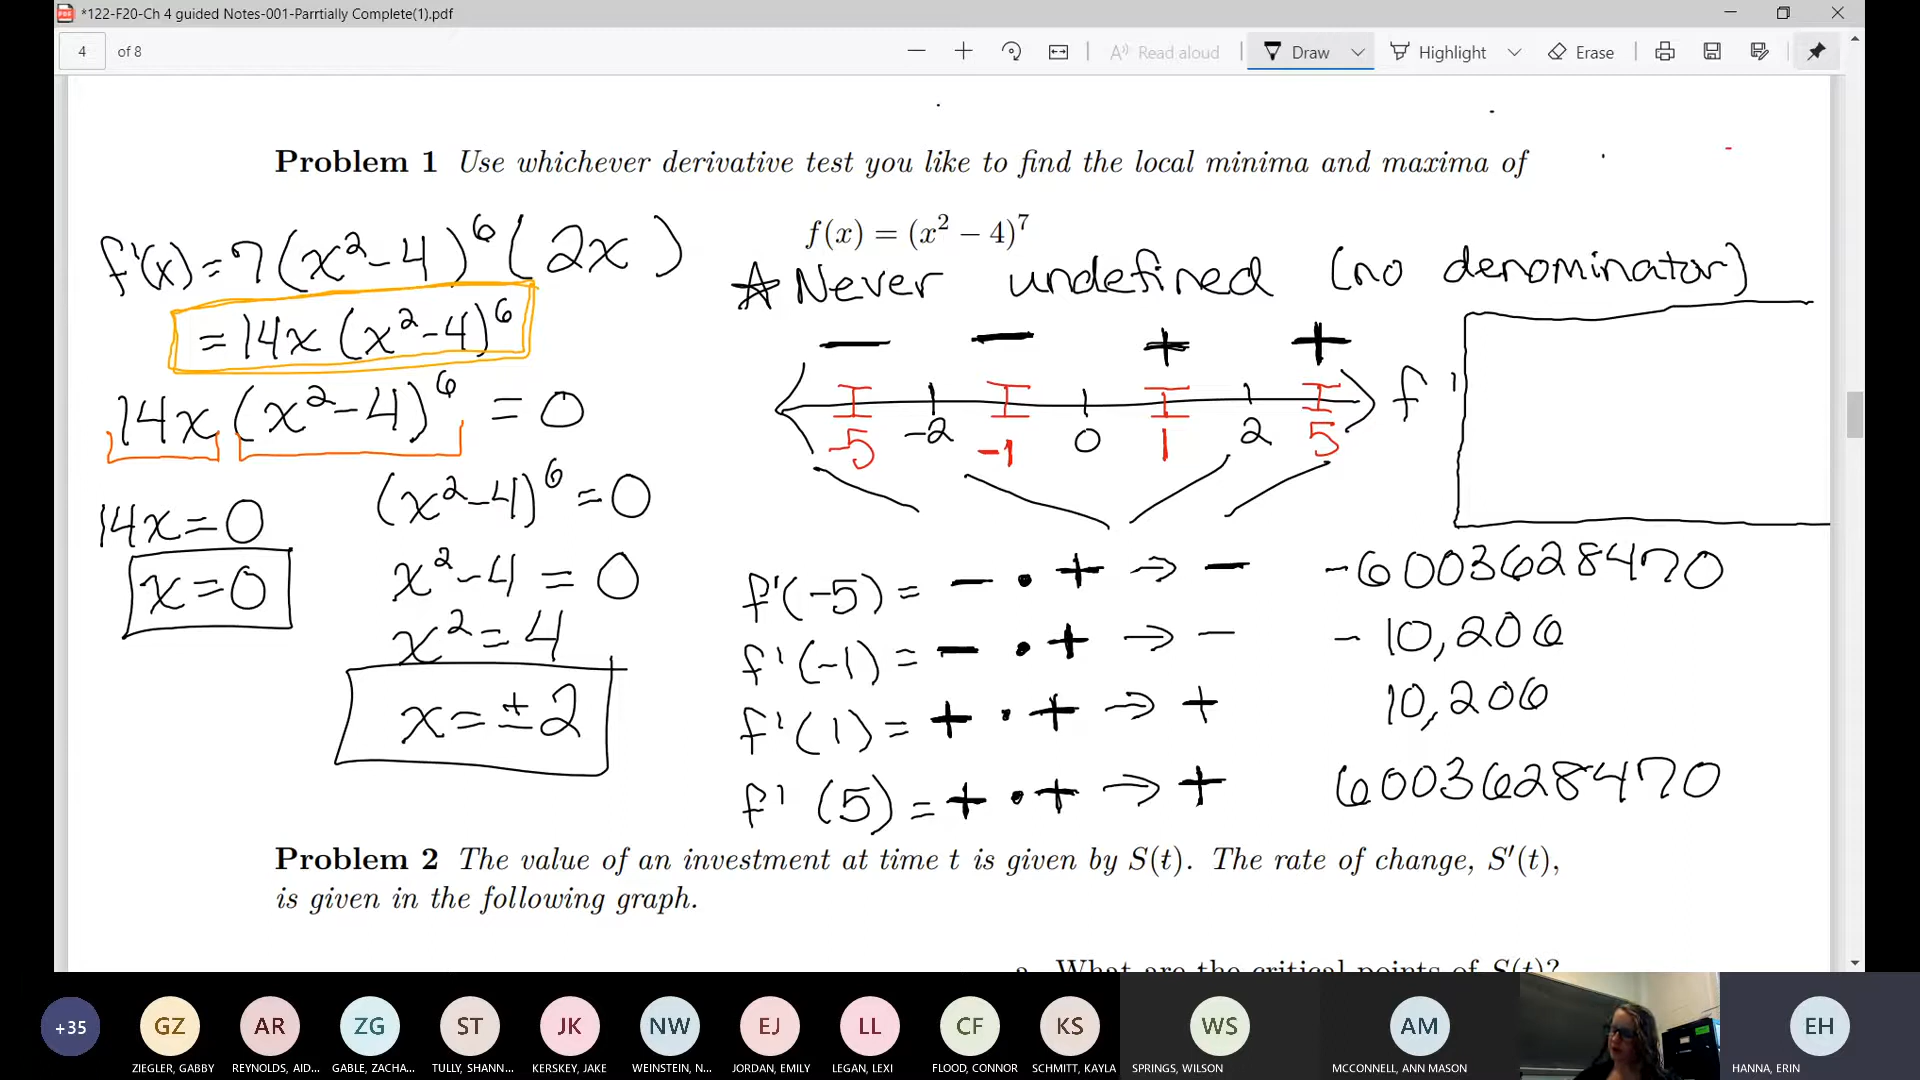 *122-F20-Ch 4 guided Notes-001-Parrtially Complete(1).pdf
4 of 8
Read aloud
Draw
Highlight
Erase
Problem 1 Use whichever derivative test you like to find the local minima and maxima of
f(x) = (x² − 4)⁷
f'(x) = 7(x²-4)⁶(2x)
= 14x(x²-4)⁶
14x(x²-4)⁶ = 0
14x=0
x=0
(x²-4)⁶=0
x²-4=0
x²=4
x=±2
☆ Never undefined (no denominator)
− − + +
-5 -2 -1 0 1 2 5 f'
f'(-5) = − • + → − -6003628470
f'(-1) = − • + → − -10,206
f'(1) = + • + → + 10,206
f'(5) = + • + → + 6003628470
Problem 2 The value of an investment at time t is given by S(t). The rate of change, S′(t),
is given in the following graph.
a. What are the critical points of S(t)?
+35
GZ
AR
ZG
ST
JK
NW
EJ
LL
CF
KS
WS
AM
EH
ZIEGLER, GABBY
REYNOLDS, AID...
GABLE, ZACHA...
TULLY, SHANN...
KERSKEY, JAKE
WEINSTEIN, N...
JORDAN, EMILY
LEGAN, LEXI
FLOOD, CONNOR
SCHMITT, KAYLA
SPRINGS, WILSON
MCCONNELL, ANN MASON
HANNA, ERIN